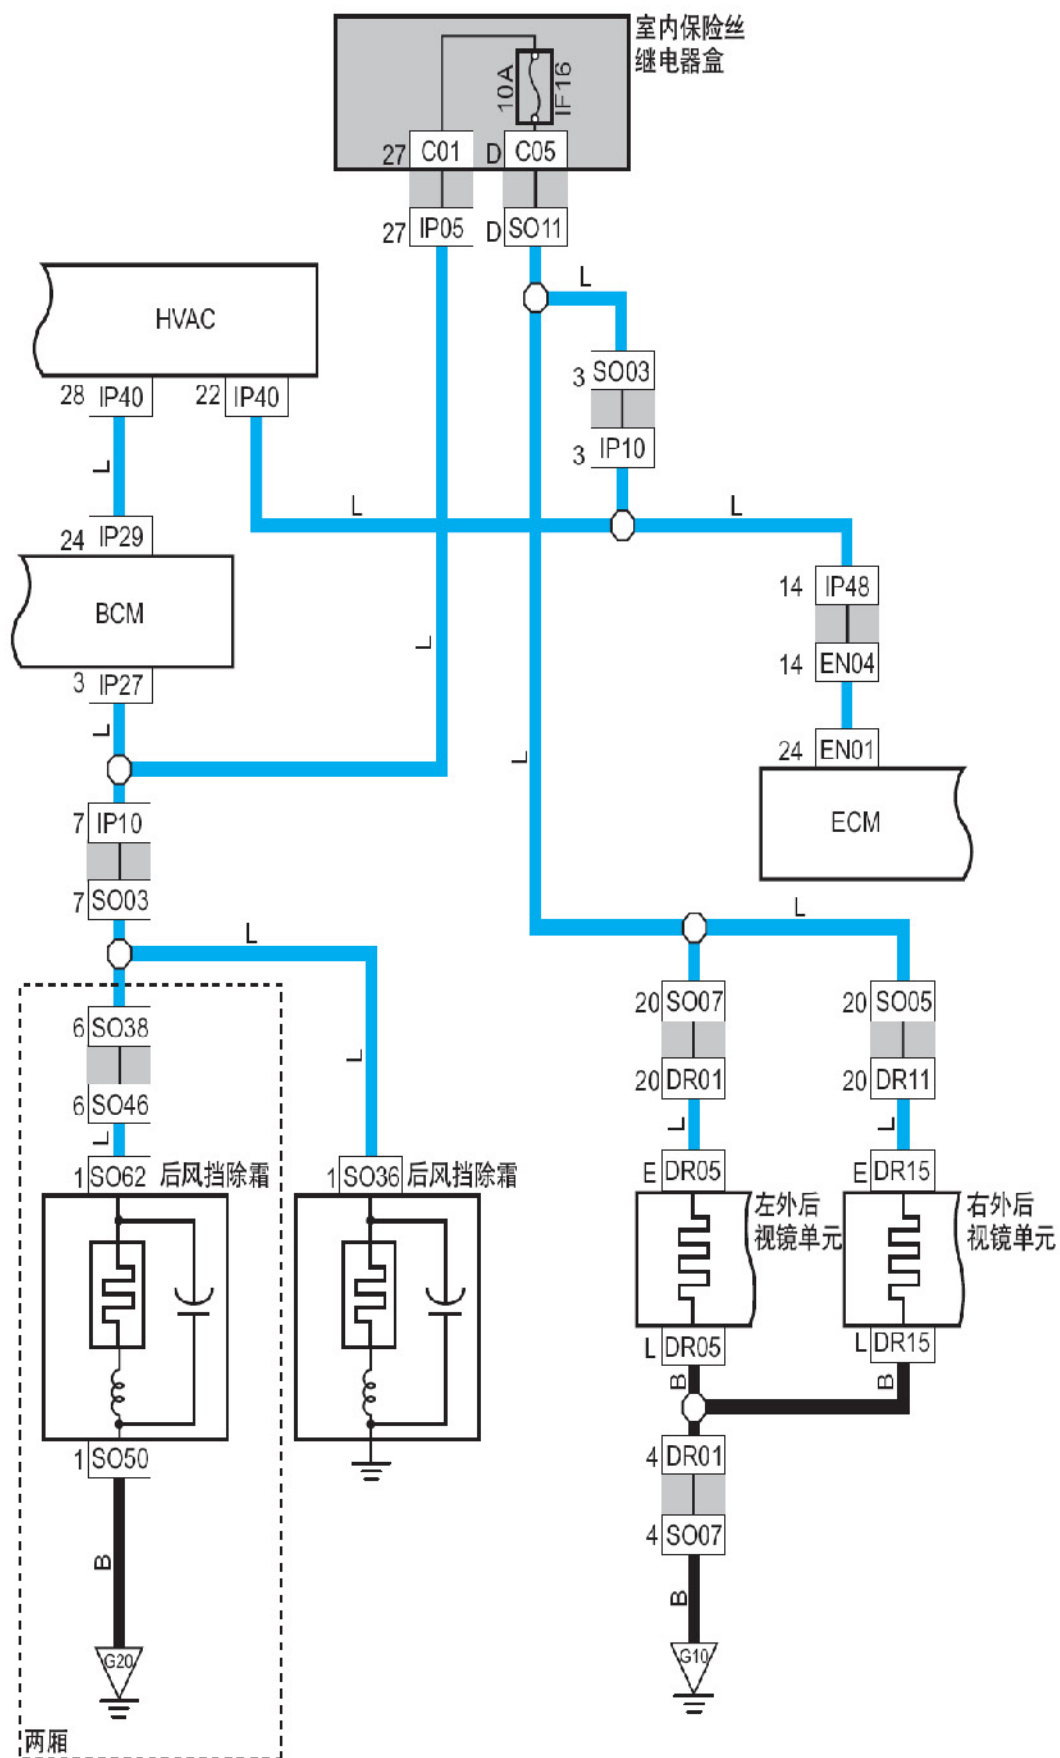 室内保险丝
继电器盒
10A
IF16
27 C01 D C05
27 IP05 D SO11
L
HVAC
28 IP40 22 IP40
3 SO03
3 IP10
L
L
L
24 IP29
BCM
14 IP48
14 EN04
3 IP27
L
L
L
24 EN01
ECM
7 IP10
7 SO03
L
L
6 SO38
6 SO46
L
L
20 SO07 20 SO05
20 DR01 20 DR11
L
L
1 SO62 后风挡除霜
1 SO36 后风挡除霜
E DR05 E DR15
左外后
视镜单元
右外后
视镜单元
L DR05 L DR15
B
B
1 SO50
4 DR01
4 SO07
B
B
G20
G10
两厢